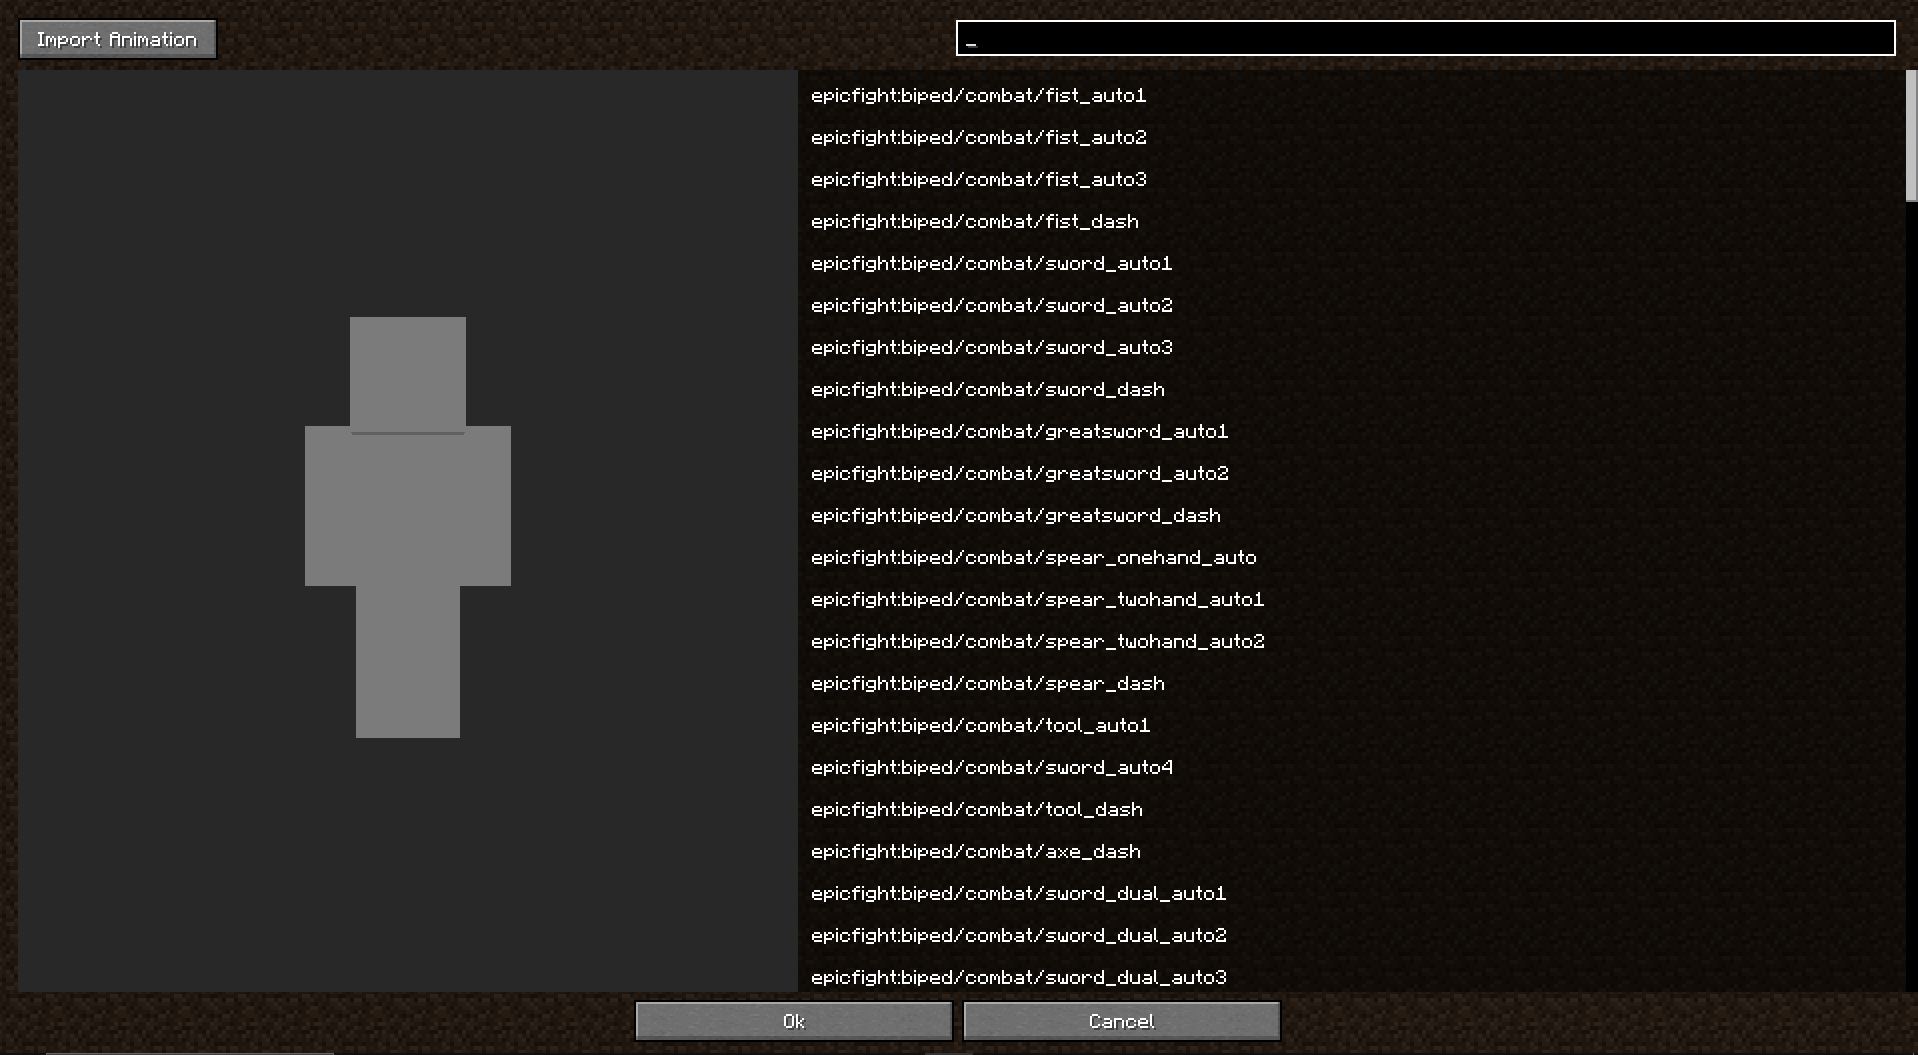 Import Animation
_
epicfight:biped/combat/fist_auto1
epicfight:biped/combat/fist_auto2
epicfight:biped/combat/fist_auto3
epicfight:biped/combat/fist_dash
epicfight:biped/combat/sword_auto1
epicfight:biped/combat/sword_auto2
epicfight:biped/combat/sword_auto3
epicfight:biped/combat/sword_dash
epicfight:biped/combat/greatsword_auto1
epicfight:biped/combat/greatsword_auto2
epicfight:biped/combat/greatsword_dash
epicfight:biped/combat/spear_onehand_auto
epicfight:biped/combat/spear_twohand_auto1
epicfight:biped/combat/spear_twohand_auto2
epicfight:biped/combat/spear_dash
epicfight:biped/combat/tool_auto1
epicfight:biped/combat/sword_auto4
epicfight:biped/combat/tool_dash
epicfight:biped/combat/axe_dash
epicfight:biped/combat/sword_dual_auto1
epicfight:biped/combat/sword_dual_auto2
epicfight:biped/combat/sword_dual_auto3
Ok
Cancel